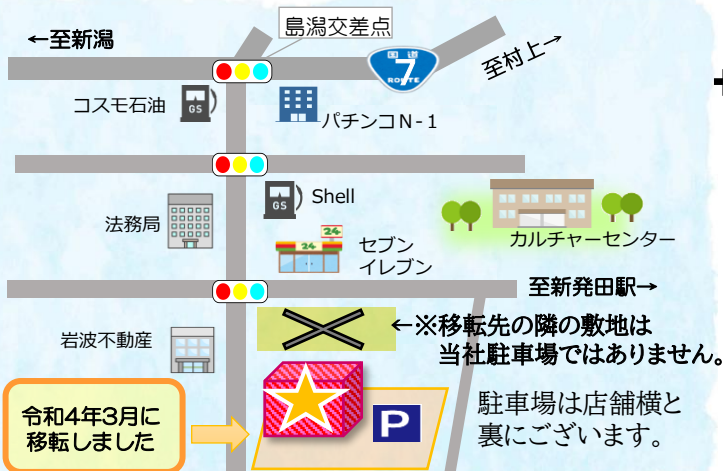 ←至新潟
島潟交差点
国道
7
ROUTE
至村上→
コスモ石油
GS
パチンコN-1
GS
Shell
法務局
24
24
セブン
イレブン
カルチャーセンター
至新発田駅→
岩波不動産
←※移転先の隣の敷地は
当社駐車場ではありません。
令和4年3月に
移転しました
P
駐車場は店舗横と
裏にございます。